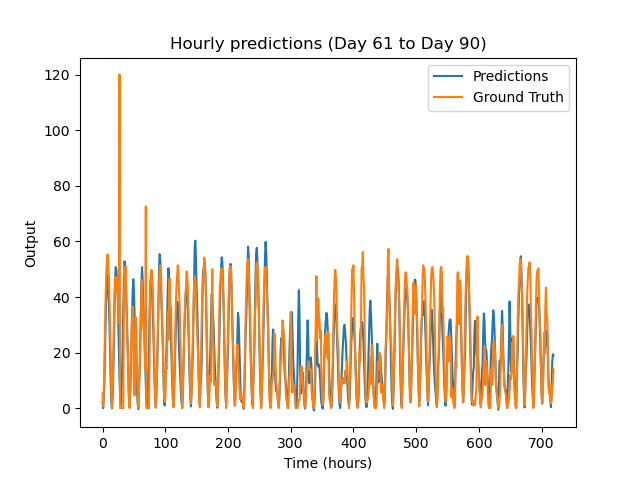 Hourly predictions (Day 61 to Day 90)
Predictions
Ground Truth
Output
120
100
80
60
40
20
0
0 100 200 300 400 500 600 700
Time (hours)